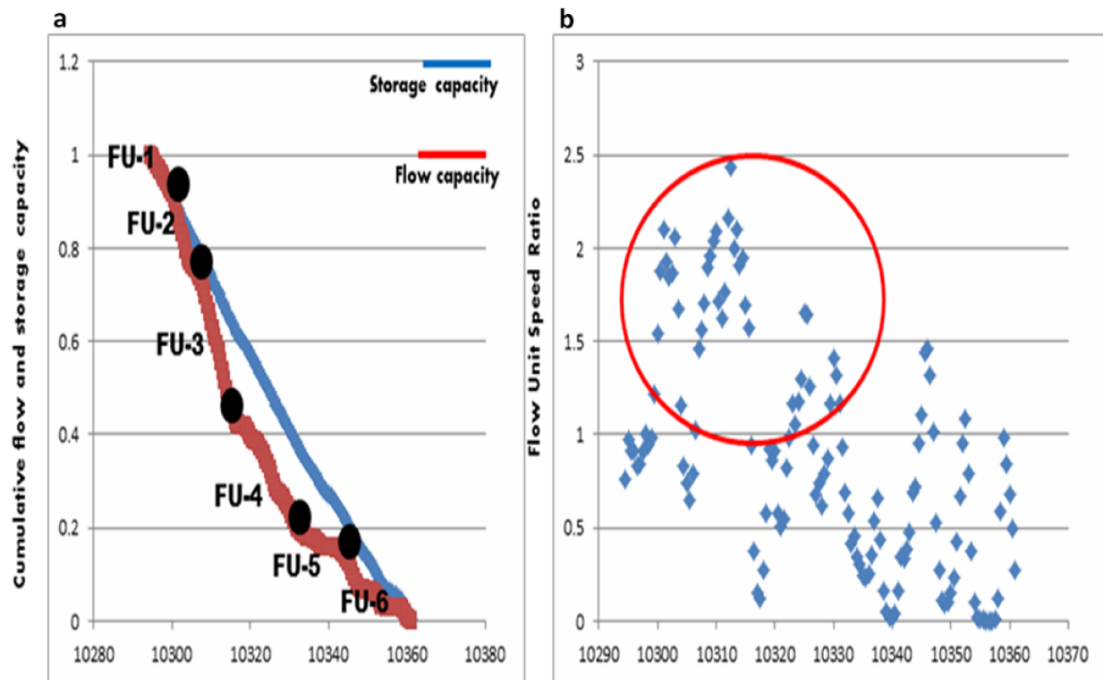 a
Cumulative flow and storage capacity
1.2
1
0.8
0.6
0.4
0.2
0
10280 10300 10320 10340 10360 10380
Storage capacity
Flow capacity
FU-1
FU-2
FU-3
FU-4
FU-5
FU-6
b
Flow Unit Speed Ratio
3
2.5
2
1.5
1
0.5
0
10290 10300 10310 10320 10330 10340 10350 10360 10370